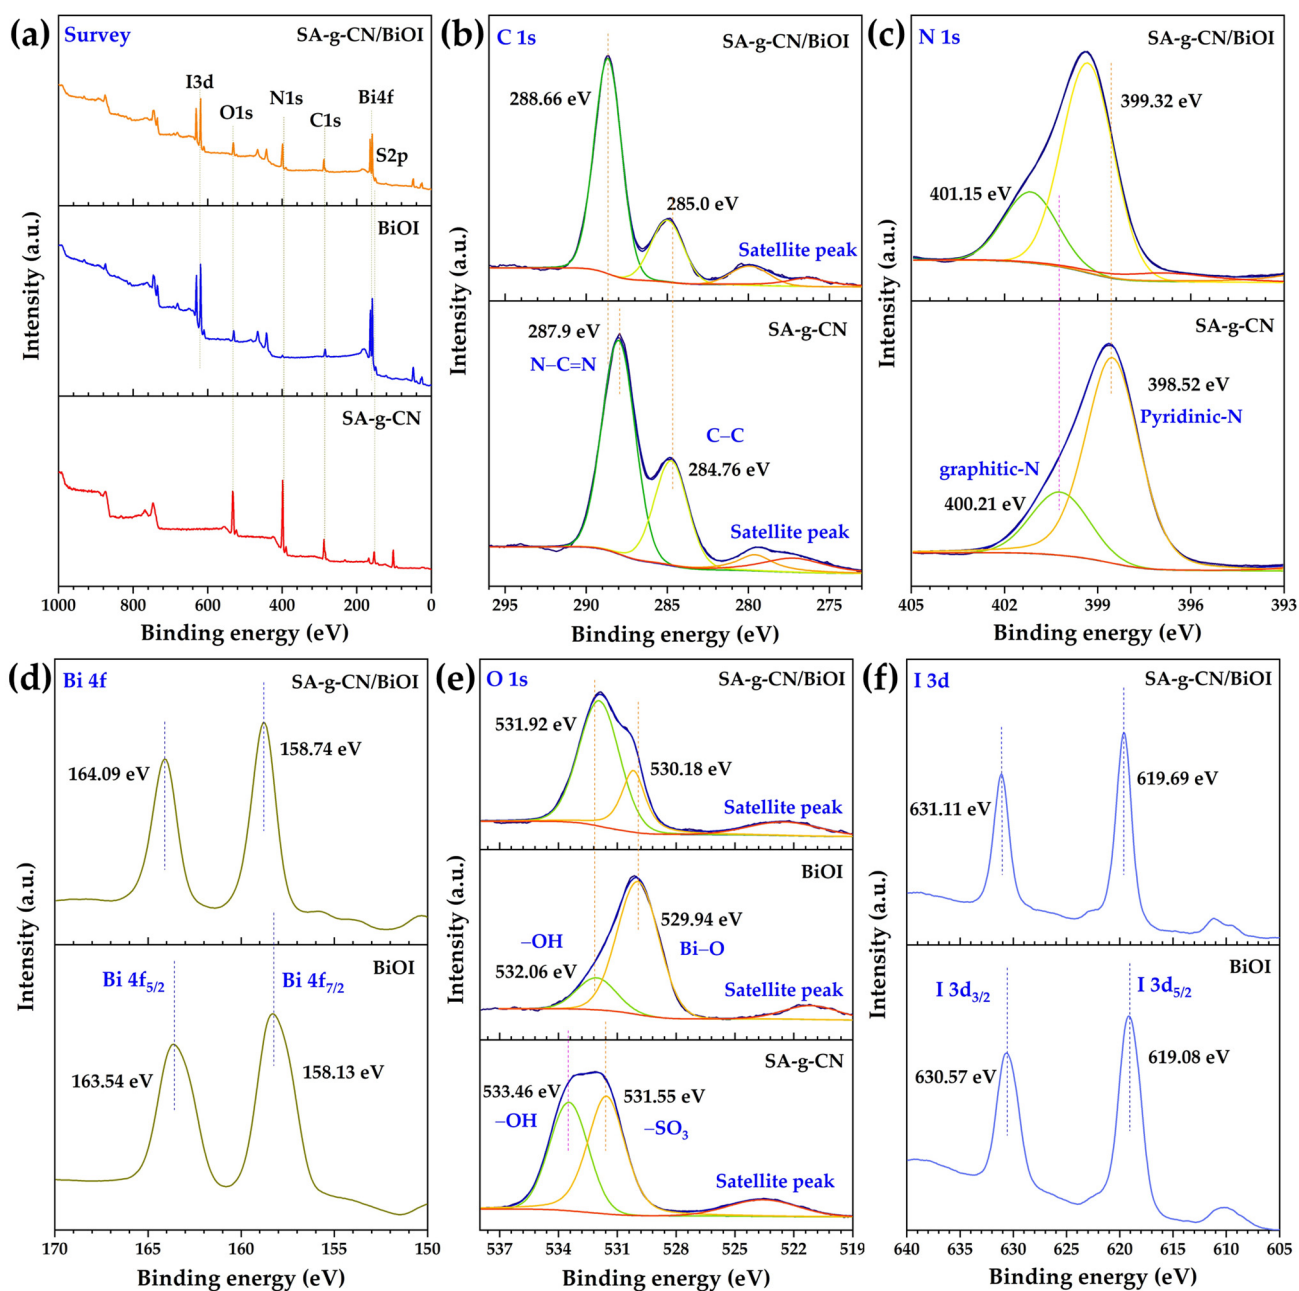 (a)
Survey
SA-g-CN/BiOI
I3d
O1s
N1s
C1s
Bi4f
S2p
BiOI
SA-g-CN
Intensity (a.u.)
1000 800 600 400 200 0
Binding energy (eV)
(b)
C 1s
SA-g-CN/BiOI
288.66 eV
285.0 eV
Satellite peak
SA-g-CN
287.9 eV
N–C=N
C–C
284.76 eV
Satellite peak
Intensity (a.u.)
295 290 285 280 275
Binding energy (eV)
(c)
N 1s
SA-g-CN/BiOI
399.32 eV
401.15 eV
SA-g-CN
398.52 eV
Pyridinic-N
graphitic-N
400.21 eV
Intensity (a.u.)
405 402 399 396 393
Binding energy (eV)
(d)
Bi 4f
SA-g-CN/BiOI
158.74 eV
164.09 eV
BiOI
Bi 4f5/2
Bi 4f7/2
163.54 eV
158.13 eV
Intensity (a.u.)
170 165 160 155 150
Binding energy (eV)
(e)
O 1s
SA-g-CN/BiOI
531.92 eV
530.18 eV
Satellite peak
BiOI
529.94 eV
–OH
Bi–O
532.06 eV
Satellite peak
SA-g-CN
533.46 eV
531.55 eV
–OH
–SO3
Satellite peak
Intensity (a.u.)
537 534 531 528 525 522 519
Binding energy (eV)
(f)
I 3d
SA-g-CN/BiOI
619.69 eV
631.11 eV
BiOI
I 3d3/2
I 3d5/2
630.57 eV
619.08 eV
Intensity (a.u.)
640 635 630 625 620 615 610 605
Binding energy (eV)